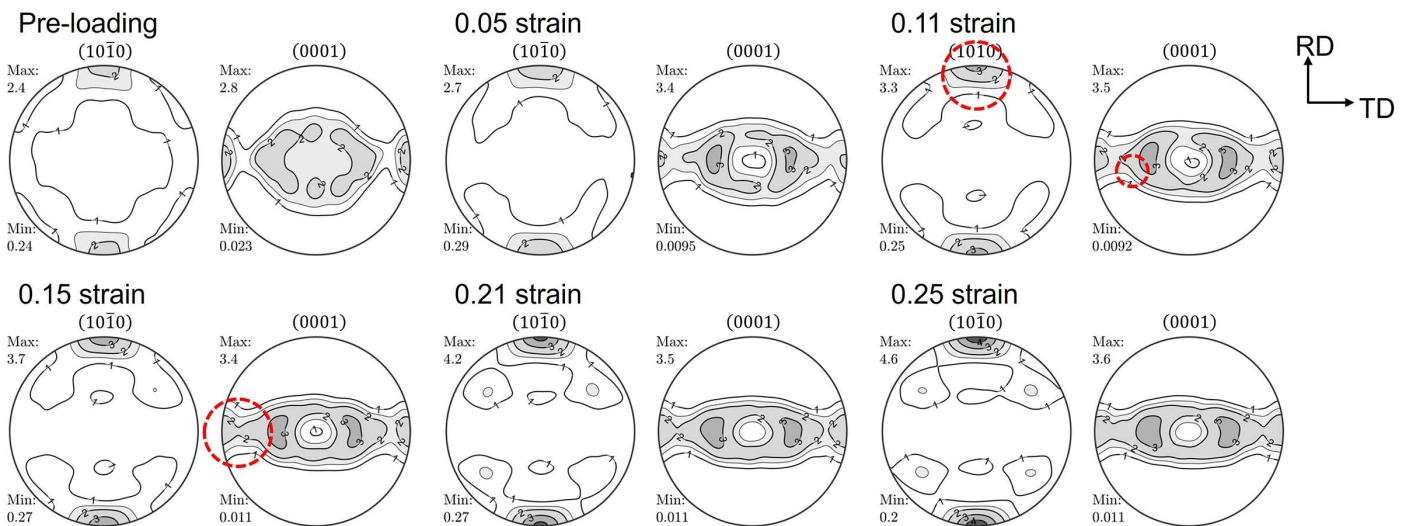 Pre-loading
(101̅0)
(0001)
Max:
2.4
Max:
2.8
Min:
0.24
Min:
0.023
0.05 strain
(101̅0)
(0001)
Max:
2.7
Max:
3.4
Min:
0.29
Min:
0.0095
0.11 strain
(101̅0)
(0001)
Max:
3.3
Max:
3.5
Min:
0.25
Min:
0.0092
RD
TD
0.15 strain
(101̅0)
(0001)
Max:
3.7
Max:
3.4
Min:
0.27
Min:
0.011
0.21 strain
(101̅0)
(0001)
Max:
4.2
Max:
3.5
Min:
0.27
Min:
0.011
0.25 strain
(101̅0)
(0001)
Max:
4.6
Max:
3.6
Min:
0.2
Min:
0.011